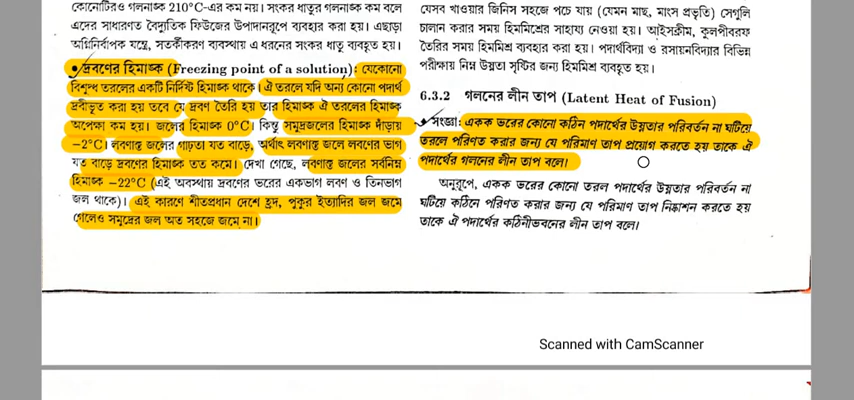 কোনোটিরও গলনাঙ্ক 210°C-এর কম নয়। সংকর ধাতুর গলনাঙ্ক কম বলে
এদের সাধারণত বৈদ্যুতিক ফিউজের উপাদানরূপে ব্যবহার করা হয়। এছাড়া
অগ্নিনির্বাপক যন্ত্রে, সতর্কীকরণ ব্যবস্থায় এ ধরনের সংকর ধাতু ব্যবহৃত হয়।
• দ্রবণের হিমাঙ্ক (Freezing point of a solution): যেকোনো
বিশুদ্ধ তরলের একটি নির্দিষ্ট হিমাঙ্ক থাকে। ঐ তরলে যদি অন্য কোনো পদার্থ
দ্রবীভূত করা হয় তবে যে দ্রবণ তৈরি হয় তার হিমাঙ্ক ঐ তরলের হিমাঙ্ক
অপেক্ষা কম হয়। জলের হিমাঙ্ক 0°C। কিন্তু সমুদ্রজলের হিমাঙ্ক দাঁড়ায়
−2°C। লবণাক্ত জলের গাঢ়তা যত বাড়ে, অর্থাৎ লবণাক্ত জলে লবণের ভাগ
যত বাড়ে দ্রবণের হিমাঙ্ক তত কমে। দেখা গেছে, লবণাক্ত জলের সর্বনিম্ন
হিমাঙ্ক −22°C (এই অবস্থায় দ্রবণের ভরের একভাগ লবণ ও তিনভাগ
জল থাকে)। এই কারণে শীতপ্রধান দেশে হ্রদ, পুকুর ইত্যাদির জল জমে
গেলেও সমুদ্রের জল অত সহজে জমে না।
যেসব খাওয়ার জিনিস সহজে পচে যায় (যেমন মাছ, মাংস প্রভৃতি) সেগুলি
চালান করার সময় হিমমিশ্রের সাহায্য নেওয়া হয়। আইসক্রীম, কুলপীবরফ
তৈরির সময় হিমমিশ্র ব্যবহার করা হয়। পদার্থবিদ্যা ও রসায়নবিদ্যার বিভিন্ন
পরীক্ষায় নিম্ন উষ্ণতা সৃষ্টির জন্য হিমমিশ্র ব্যবহৃত হয়।
6.3.2 গলনের লীন তাপ (Latent Heat of Fusion)
• সংজ্ঞা: একক ভরের কোনো কঠিন পদার্থের উষ্ণতার পরিবর্তন না ঘটিয়ে
তরলে পরিণত করার জন্য যে পরিমাণ তাপ প্রয়োগ করতে হয় তাকে ঐ
পদার্থের গলনের লীন তাপ বলে।
অনুরূপে, একক ভরের কোনো তরল পদার্থের উষ্ণতার পরিবর্তন না
ঘটিয়ে কঠিনে পরিণত করার জন্য যে পরিমাণ তাপ নিষ্কাশন করতে হয়
তাকে ঐ পদার্থের কঠিনীভবনের লীন তাপ বলে।
Scanned with CamScanner